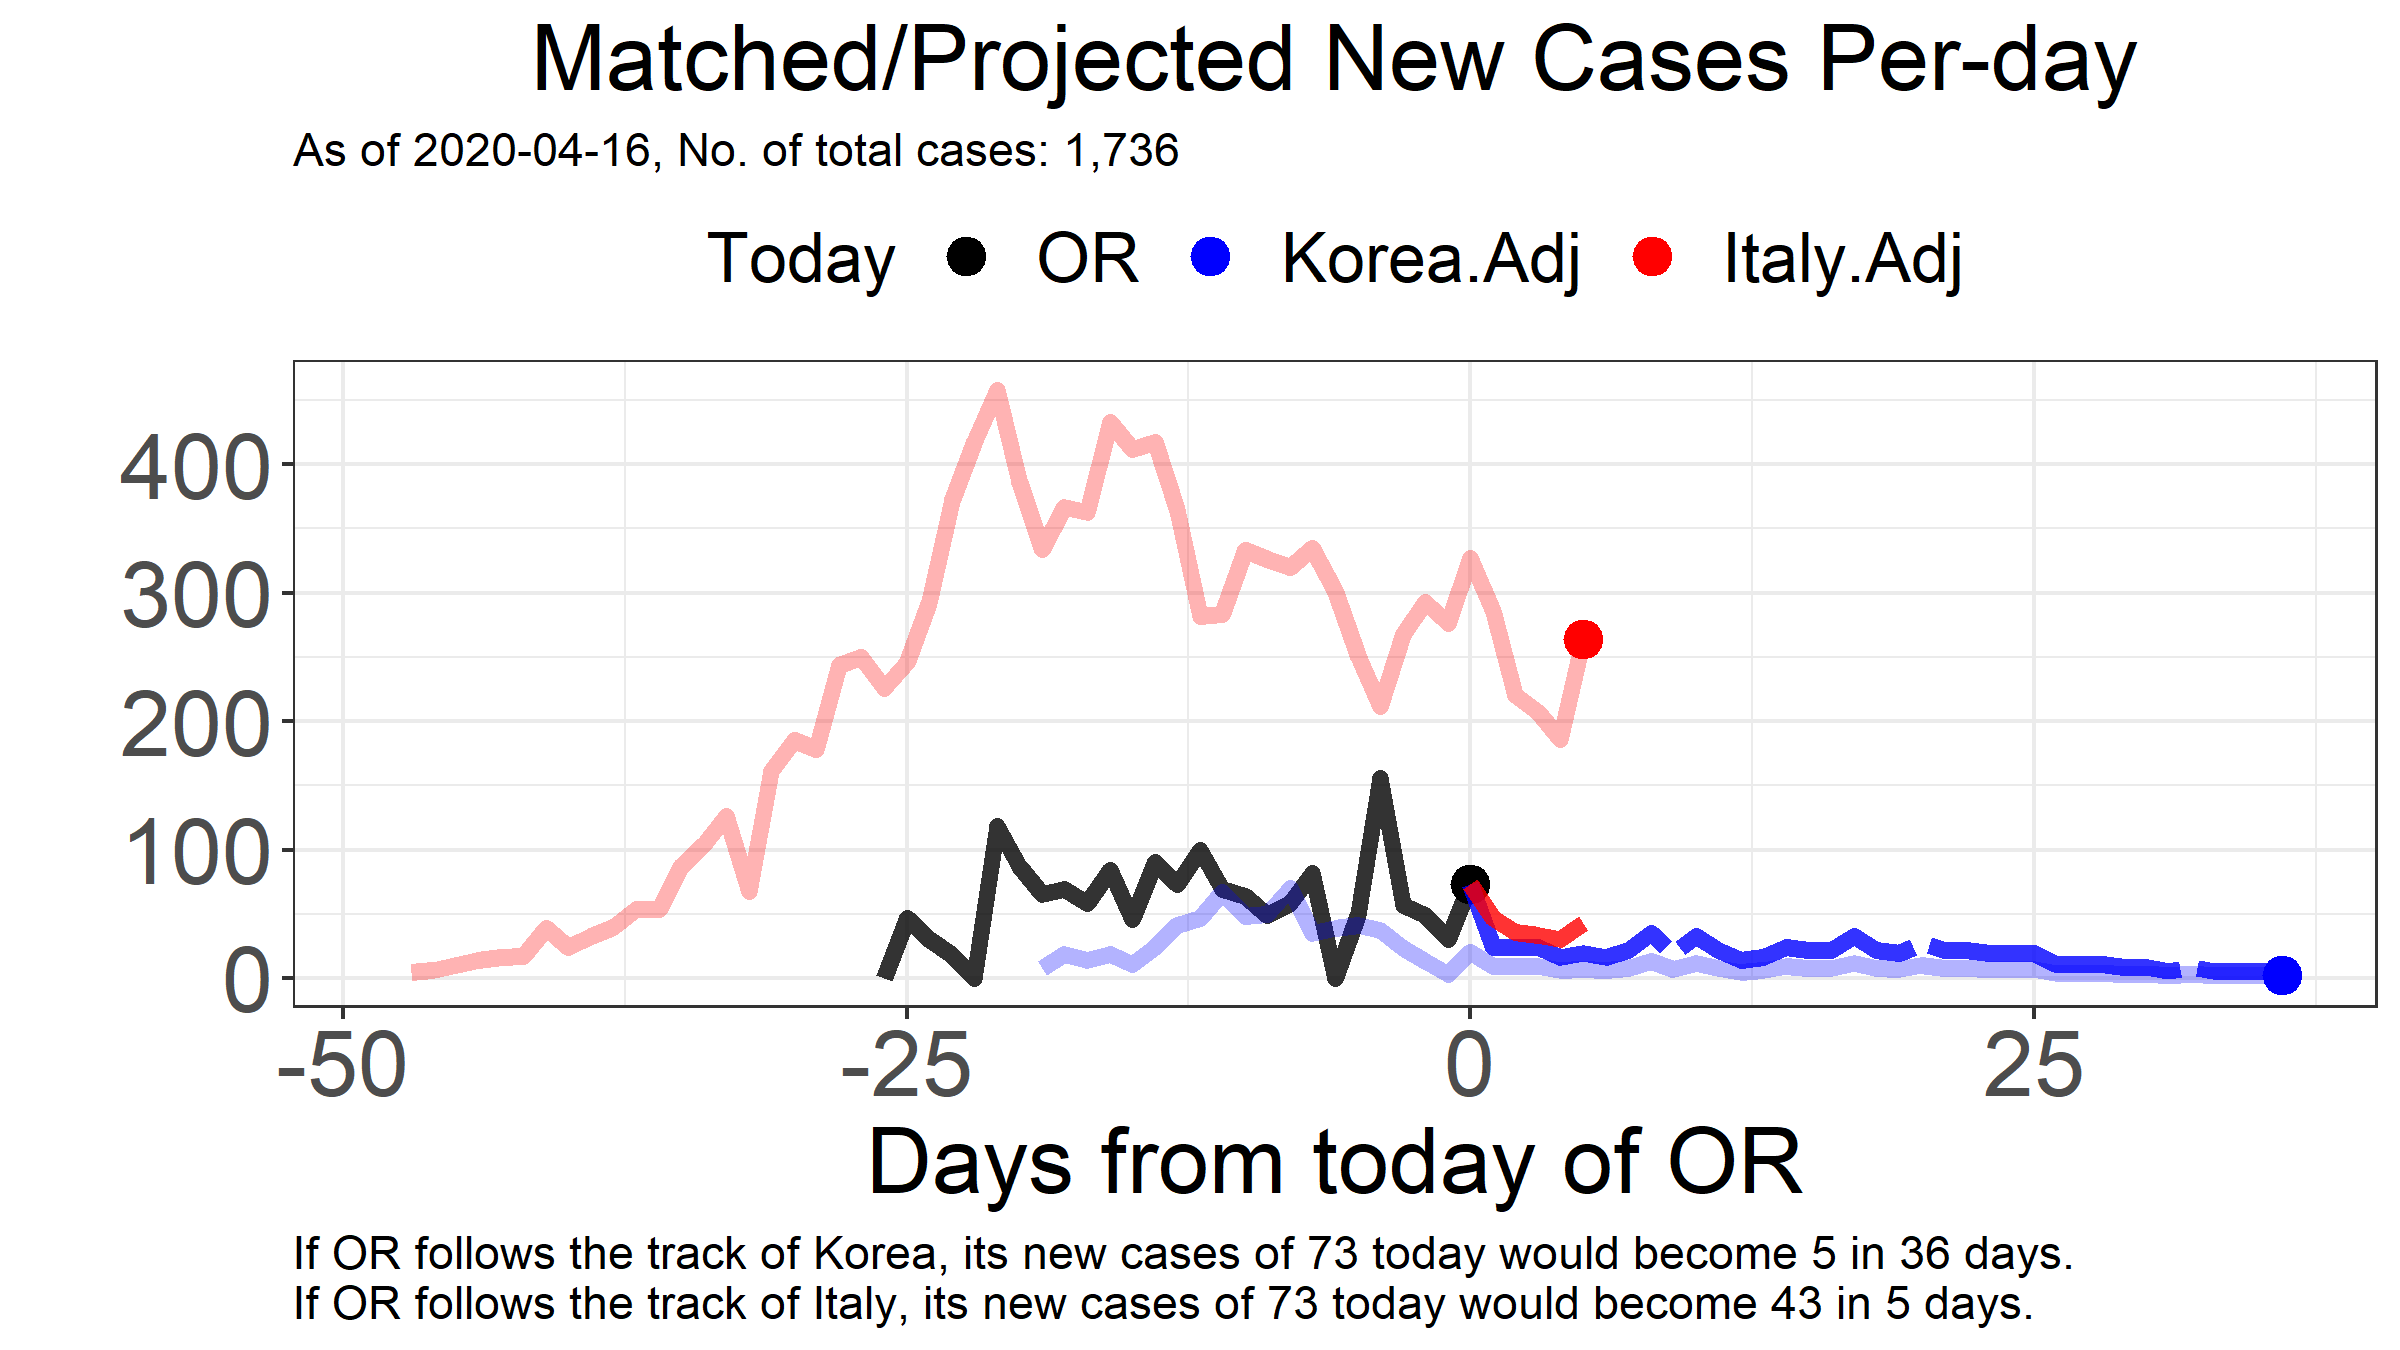 Matched/Projected New Cases Per-day
As of 2020-04-16, No. of total cases: 1,736
Today OR Korea.Adj Italy.Adj
400
300
200
100
0
-50 -25 0 25
Days from today of OR
If OR follows the track of Korea, its new cases of 73 today would become 5 in 36 days.
If OR follows the track of Italy, its new cases of 73 today would become 43 in 5 days.